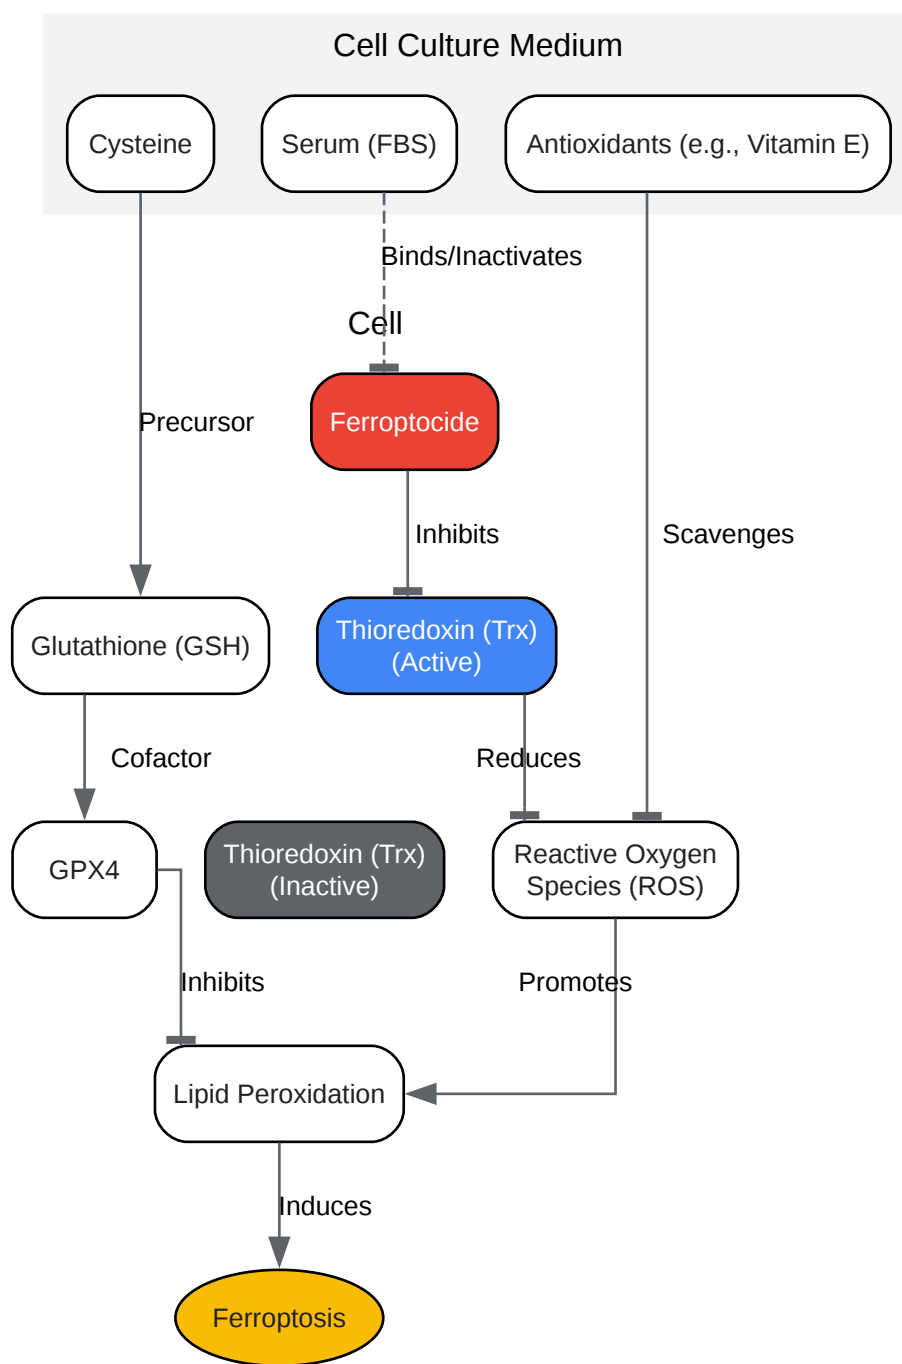 Cell Culture Medium
Cysteine
Serum (FBS)
Antioxidants (e.g., Vitamin E)
Binds/Inactivates
Cell
Precursor
Ferroptocide
Inhibits
Scavenges
Glutathione (GSH)
Thioredoxin (Trx)
(Active)
Cofactor
Reduces
GPX4
Thioredoxin (Trx)
(Inactive)
Reactive Oxygen
Species (ROS)
Inhibits
Promotes
Lipid Peroxidation
Induces
Ferroptosis